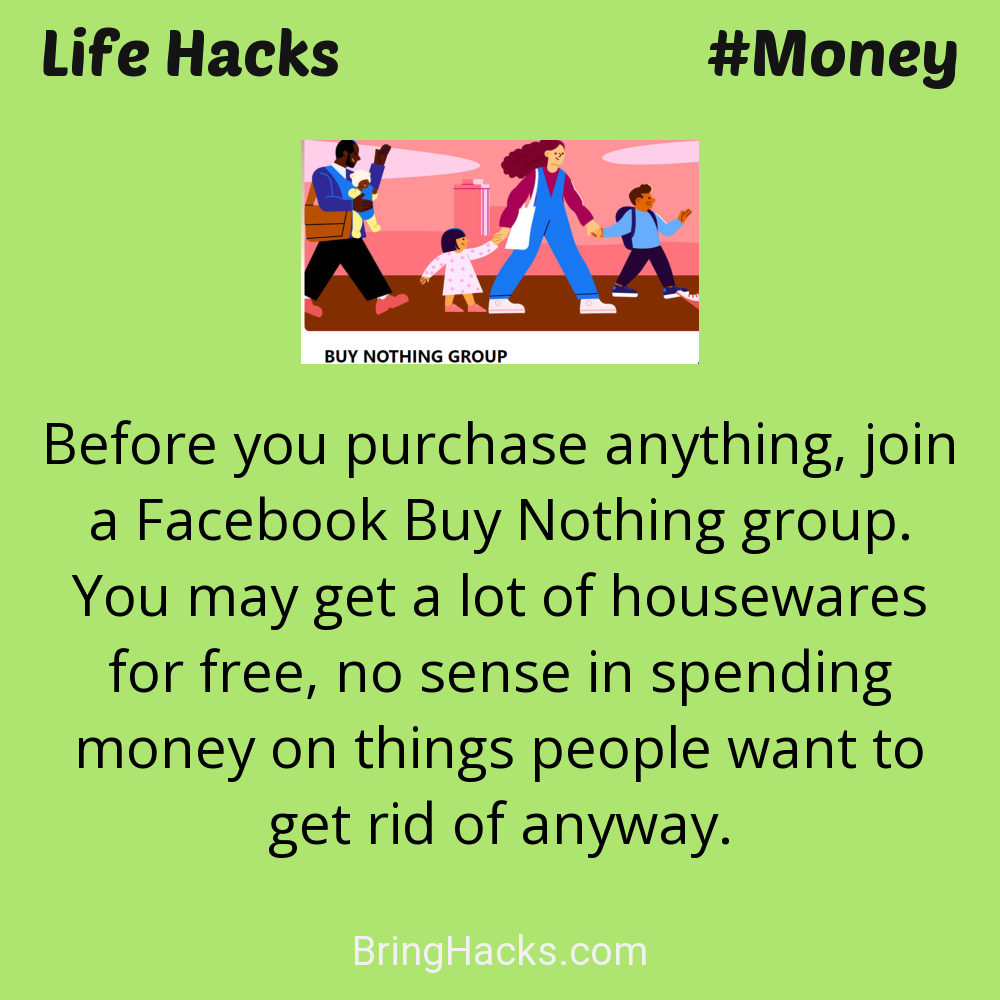 Life Hacks
#Money
BUY NOTHING GROUP
Before you purchase anything, join
a Facebook Buy Nothing group.
You may get a lot of housewares
for free, no sense in spending
money on things people want to
get rid of anyway.
BringHacks.com